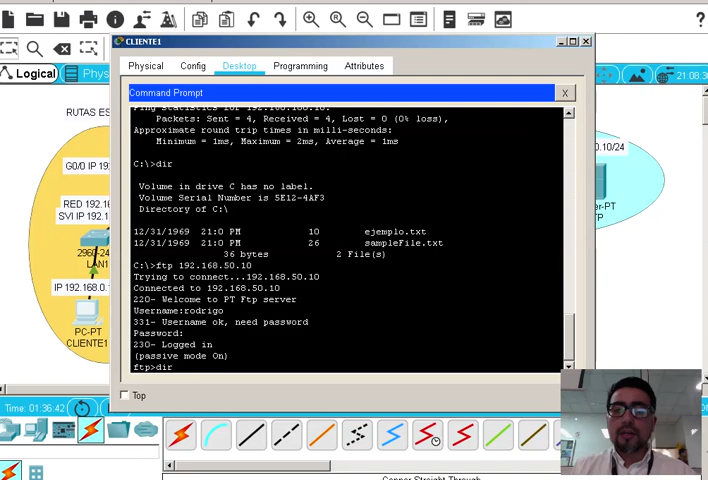 CLIENTE1
Physical Config Desktop Programming Attributes
Logical
Command Prompt
X
Packets: Sent = 4, Received = 4, Lost = 0 (0% loss),
Approximate round trip times in milli-seconds:
Minimum = 1ms, Maximum = 2ms, Average = 1ms
C:\>dir
Volume in drive C has no label.
Volume Serial Number is 5E12-4AF3
Directory of C:\
12/31/1969 21:0 PM 10 ejemplo.txt
12/31/1969 21:0 PM 26 sampleFile.txt
36 bytes 2 File(s)
C:\>ftp 192.168.50.10
Trying to connect...192.168.50.10
Connected to 192.168.50.10
220- Welcome to PT Ftp server
Username:rodrigo
331- Username ok, need password
Password:
230- Logged in
(passive mode On)
ftp>dir
Top
RUTAS ES
G0/0 IP 192.
RED 192.16
SVI IP 192.1
2960-24
LAN1
IP 192.168.0.
PC-PT
CLIENTE1
0.10/24
er-PT
TP
Time: 01:36:42
21:08:3